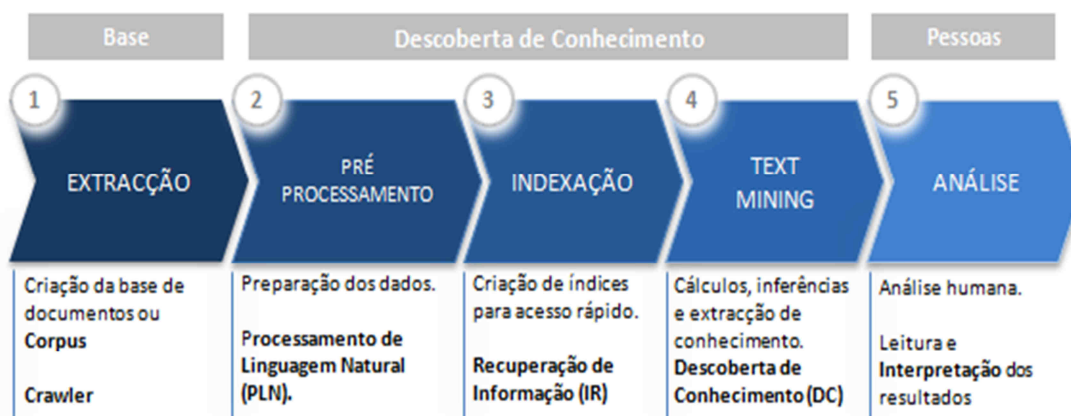 Base
Descoberta de Conhecimento
Pessoas
1
EXTRACÇÃO
2
PRÉ
PROCESSAMENTO
3
INDEXAÇÃO
4
TEXT
MINING
5
ANÁLISE
Criação da base de
documentos ou
Corpus
Crawler
Preparação dos dados.
Processamento de
Linguagem Natural
(PLN).
Criação de índices
para acesso rápido.
Recuperação de
Informação (IR)
Cálculos, inferências
e extracção de
conhecimento.
Descoberta de
Conhecimento (DC)
Análise humana.
Leitura e
Interpretação dos
resultados